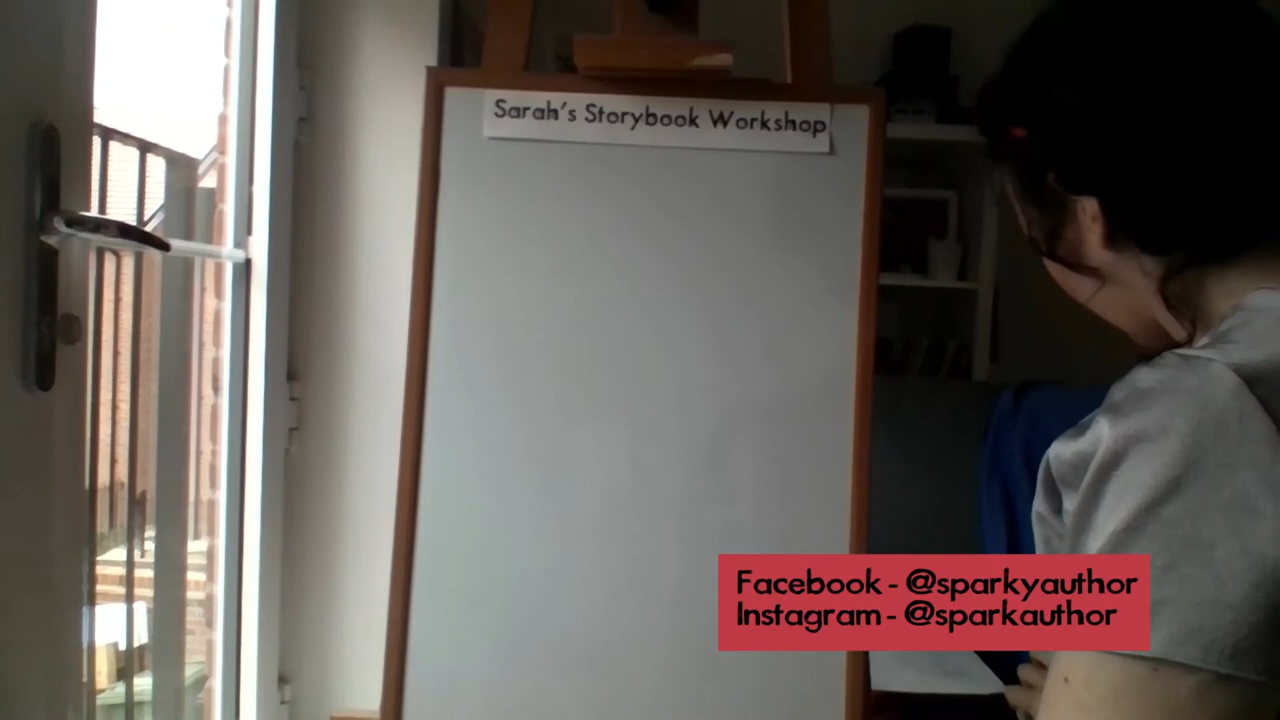 Sarah's Storybook Workshop
Facebook - @sparkyauthor
Instagram - @sparkauthor